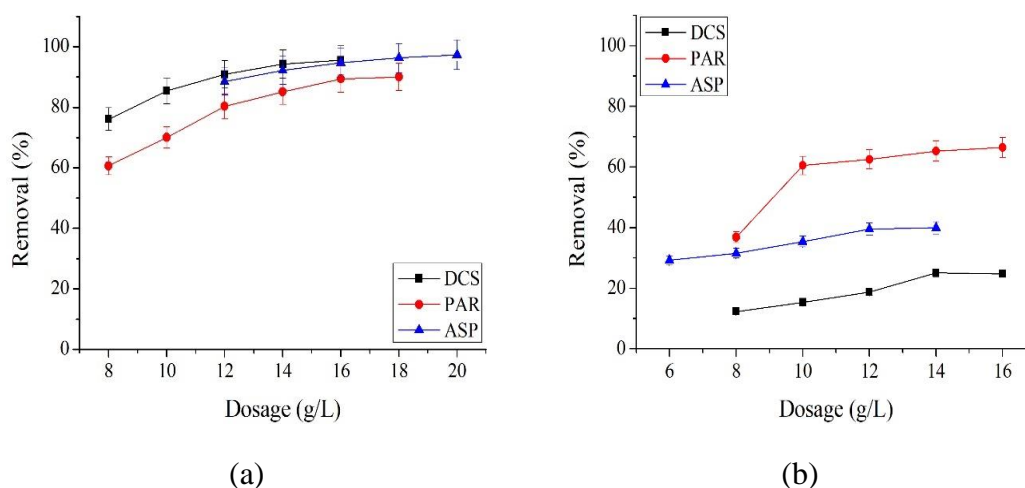 100
80
60
40
20
0
Removal (%)
DCS
PAR
ASP
8 10 12 14 16 18 20
Dosage (g/L)
(a)
100
80
60
40
20
0
Removal (%)
DCS
PAR
ASP
6 8 10 12 14 16
Dosage (g/L)
(b)